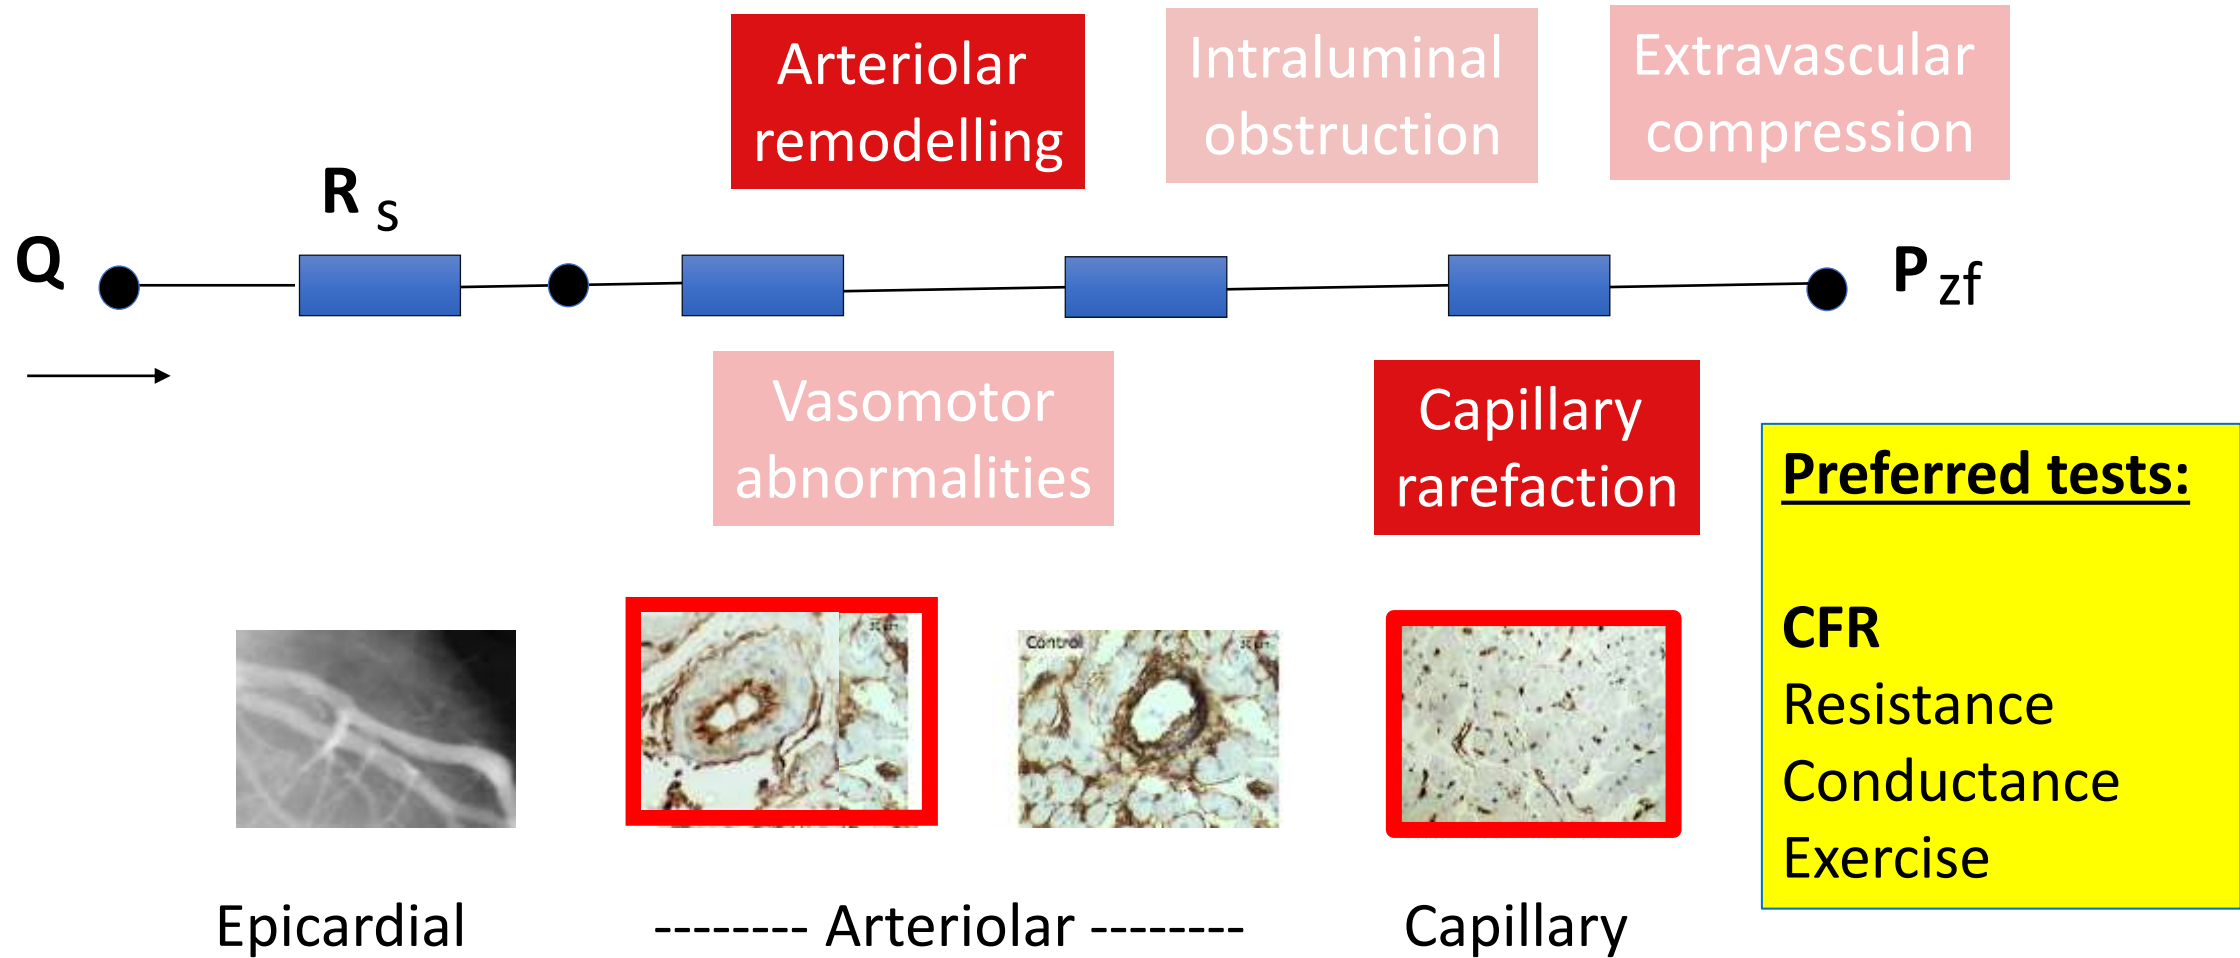 Arteriolar
remodelling
Intraluminal
obstruction
Extravascular
compression
R s
Q
P zf
Vasomotor
abnormalities
Capillary
rarefaction
Preferred tests:
CFR
Resistance
Conductance
Exercise
Control
Epicardial
-------- Arteriolar --------
Capillary